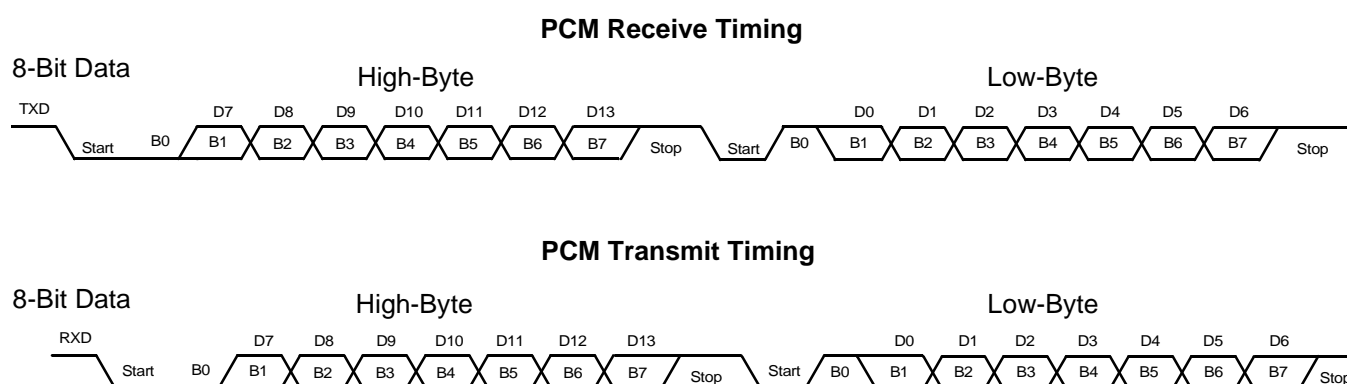 PCM Receive Timing
8-Bit Data High-Byte Low-Byte
TXD D7 D8 D9 D10 D11 D12 D13 D0 D1 D2 D3 D4 D5 D6
Start B0 B1 B2 B3 B4 B5 B6 B7 Stop Start B0 B1 B2 B3 B4 B5 B6 B7 Stop
PCM Transmit Timing
8-Bit Data High-Byte Low-Byte
RXD D7 D8 D9 D10 D11 D12 D13 D0 D1 D2 D3 D4 D5 D6
Start B0 B1 B2 B3 B4 B5 B6 B7 Stop Start B0 B1 B2 B3 B4 B5 B6 B7 Stop